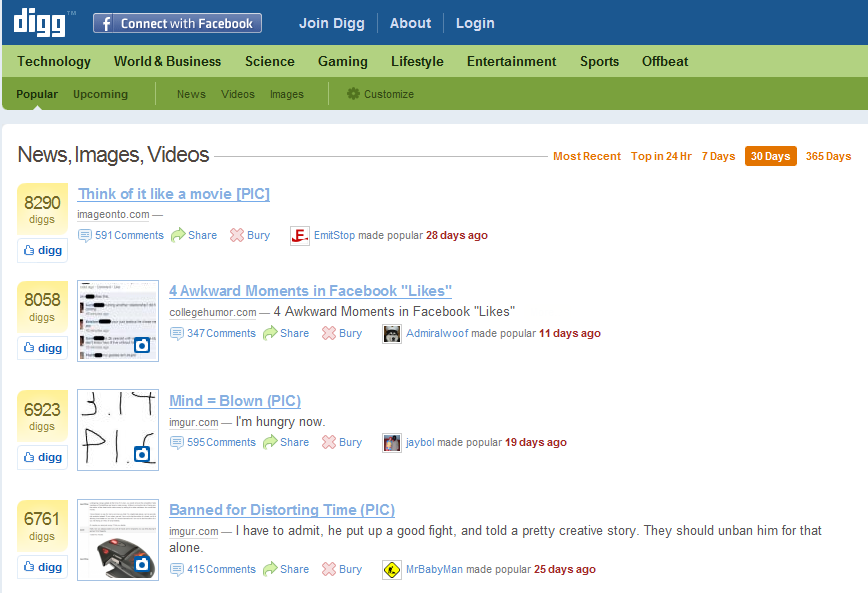 digg™
f Connect with Facebook
Join Digg About Login
Technology World & Business Science Gaming Lifestyle Entertainment Sports Offbeat
Popular Upcoming News Videos Images Customize
News, Images, Videos
Most Recent Top in 24 Hr 7 Days 30 Days 365 Days
8290
diggs
digg
Think of it like a movie [PIC]
imageonto.com —
591 Comments Share Bury EmitStop made popular 28 days ago
8058
diggs
digg
4 Awkward Moments in Facebook "Likes"
collegehumor.com — 4 Awkward Moments in Facebook "Likes"
347 Comments Share Bury Admiralwoof made popular 11 days ago
6923
diggs
digg
3.14
PI.E
Mind = Blown (PIC)
imgur.com — I'm hungry now.
595 Comments Share Bury jaybol made popular 19 days ago
6761
diggs
digg
Banned for Distorting Time (PIC)
imgur.com — I have to admit, he put up a good fight, and told a pretty creative story. They should unban him for that
alone.
415 Comments Share Bury MrBabyMan made popular 25 days ago